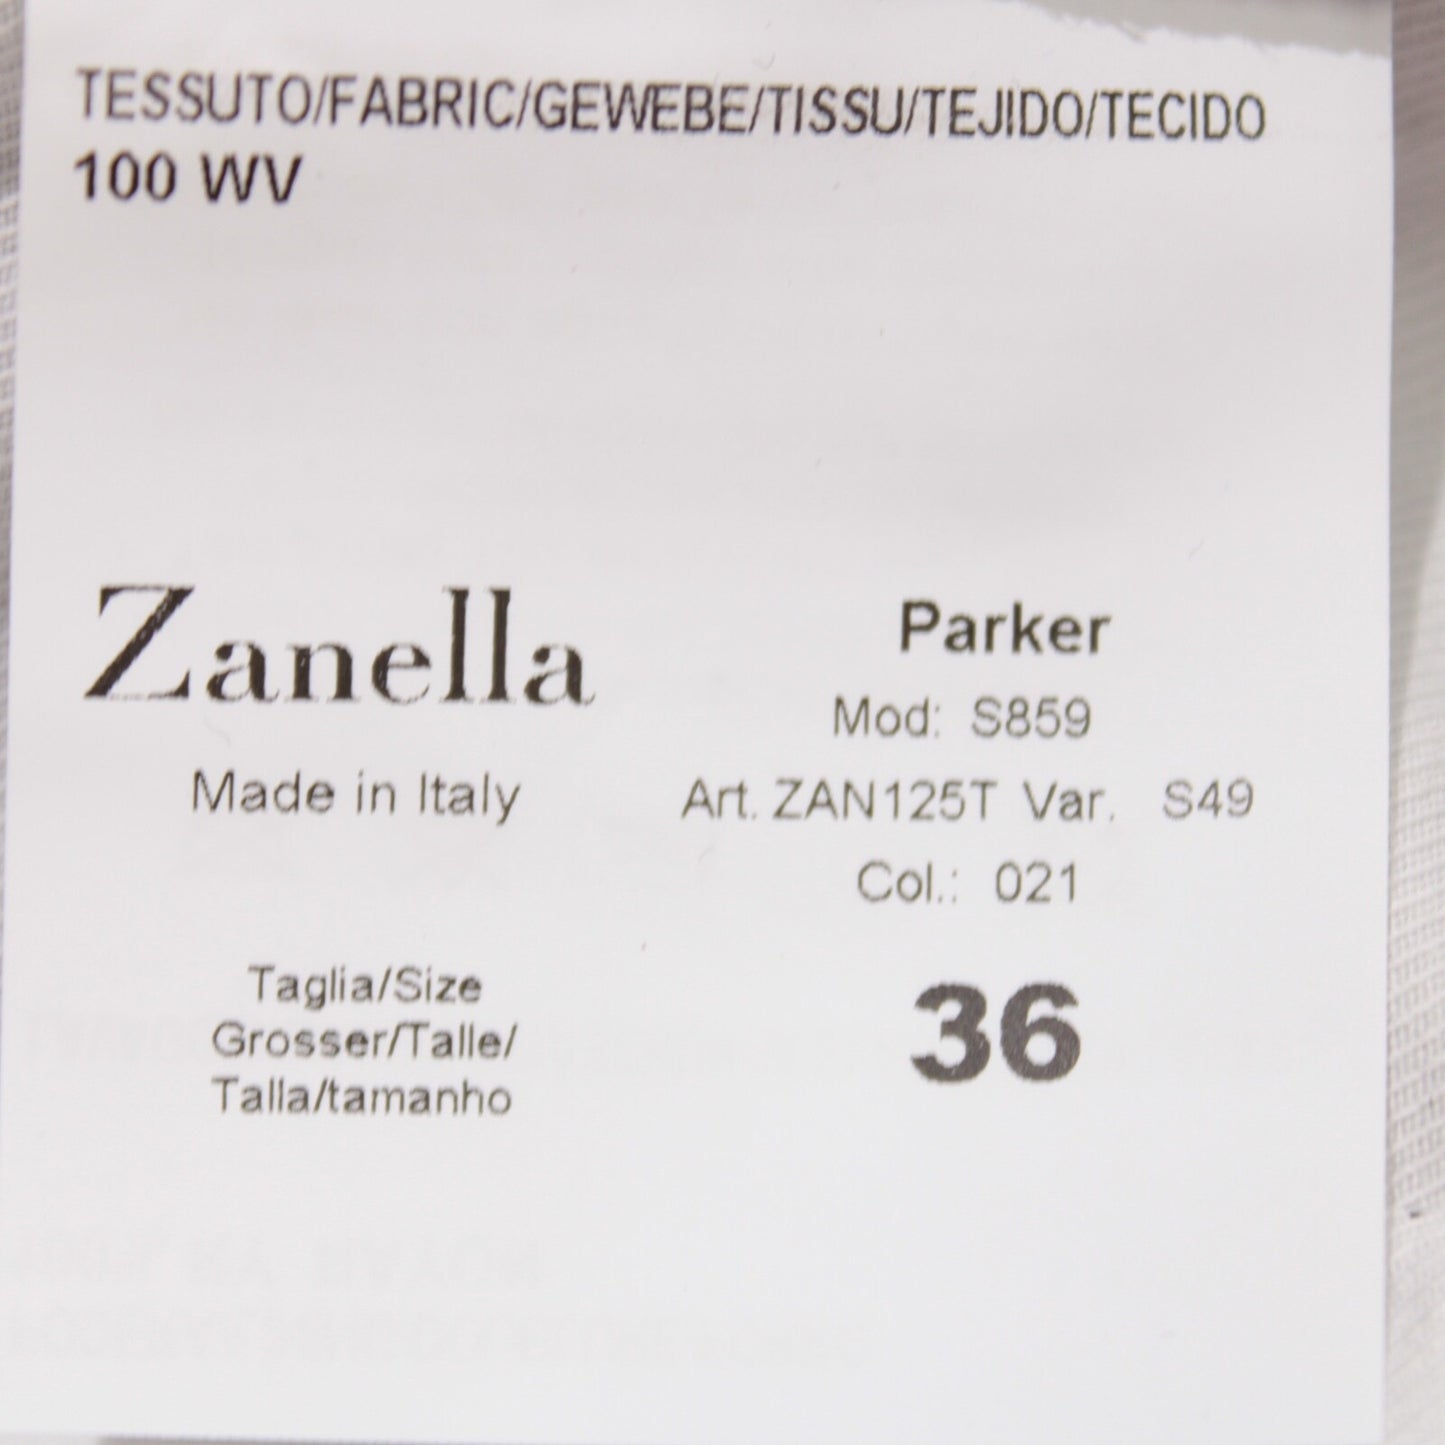 TESSUTO/FABRIC/GEWEBE/TISSU/TEJIDO/TECIDO
100 WV
Zanella
Made in Italy
Parker
Mod: S859
Art. ZAN125T Var. S49
Col.: 021
Taglia/Size
Grosser/Talle/
Talla/tamanho
36